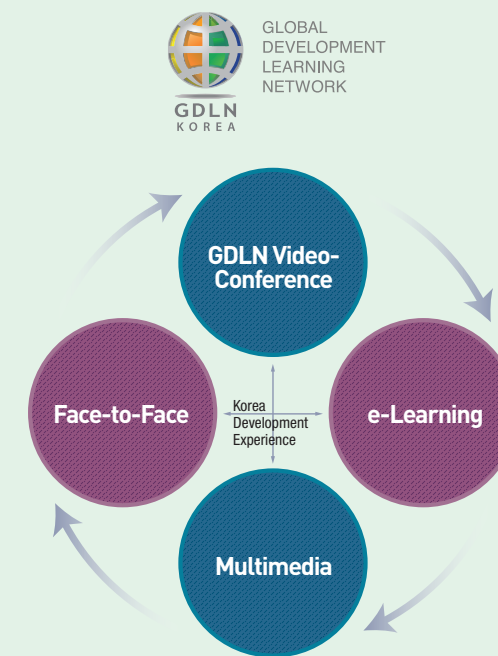 GLOBAL
DEVELOPMENT
LEARNING
NETWORK
GDLN
KOREA
GDLN Video-
Conference
Face-to-Face
Korea
Development
Experience
e-Learning
Multimedia